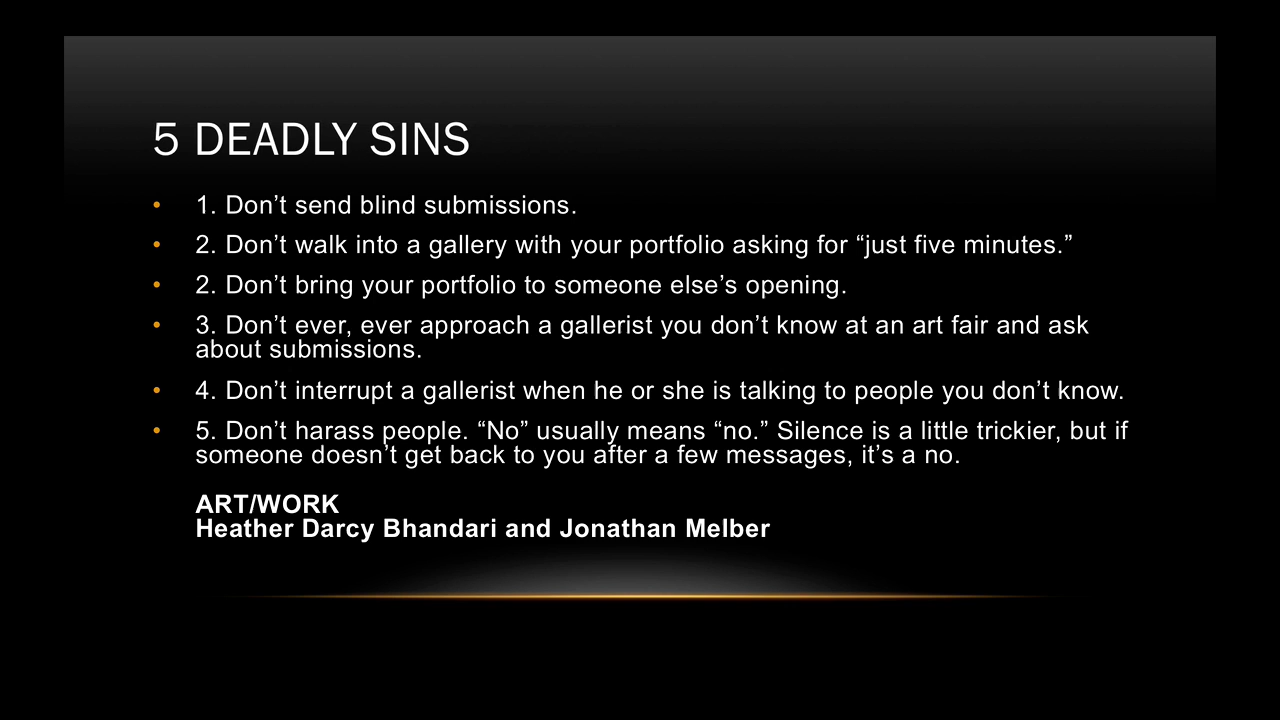 5 DEADLY SINS
• 1. Don’t send blind submissions.
• 2. Don’t walk into a gallery with your portfolio asking for “just five minutes.”
• 2. Don’t bring your portfolio to someone else’s opening.
• 3. Don’t ever, ever approach a gallerist you don’t know at an art fair and ask
about submissions.
• 4. Don’t interrupt a gallerist when he or she is talking to people you don’t know.
• 5. Don’t harass people. “No” usually means “no.” Silence is a little trickier, but if
someone doesn’t get back to you after a few messages, it’s a no.
ART/WORK
Heather Darcy Bhandari and Jonathan Melber